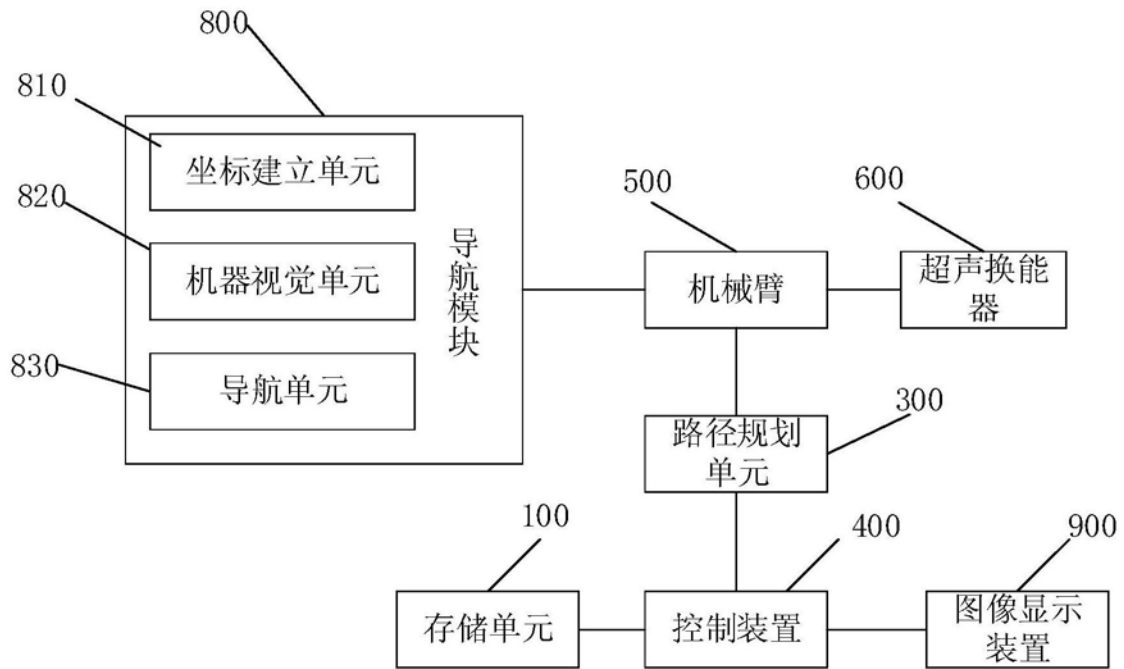 800
810
坐标建立单元
820
机器视觉单元
830
导航单元
导航模块
500
机械臂
600
超声换能
器
300
路径规划
单元
100
存储单元
400
控制装置
900
图像显示
装置